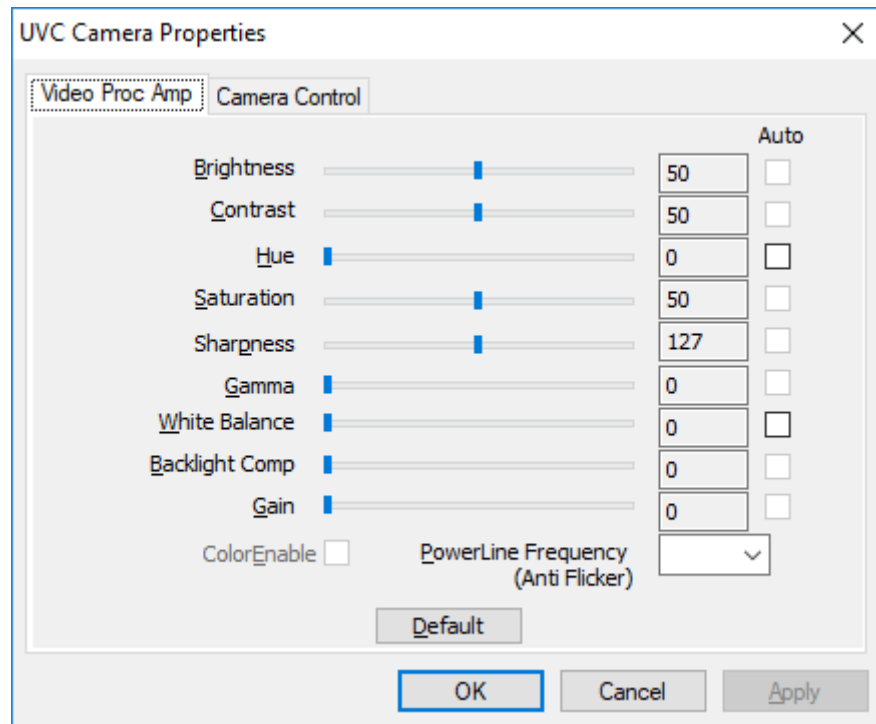 UVC Camera Properties
Video Proc Amp Camera Control
Auto
Brightness 50
Contrast 50
Hue 0
Saturation 50
Sharpness 127
Gamma 0
White Balance 0
Backlight Comp 0
Gain 0
ColorEnable PowerLine Frequency
(Anti Flicker)
Default
OK Cancel Apply